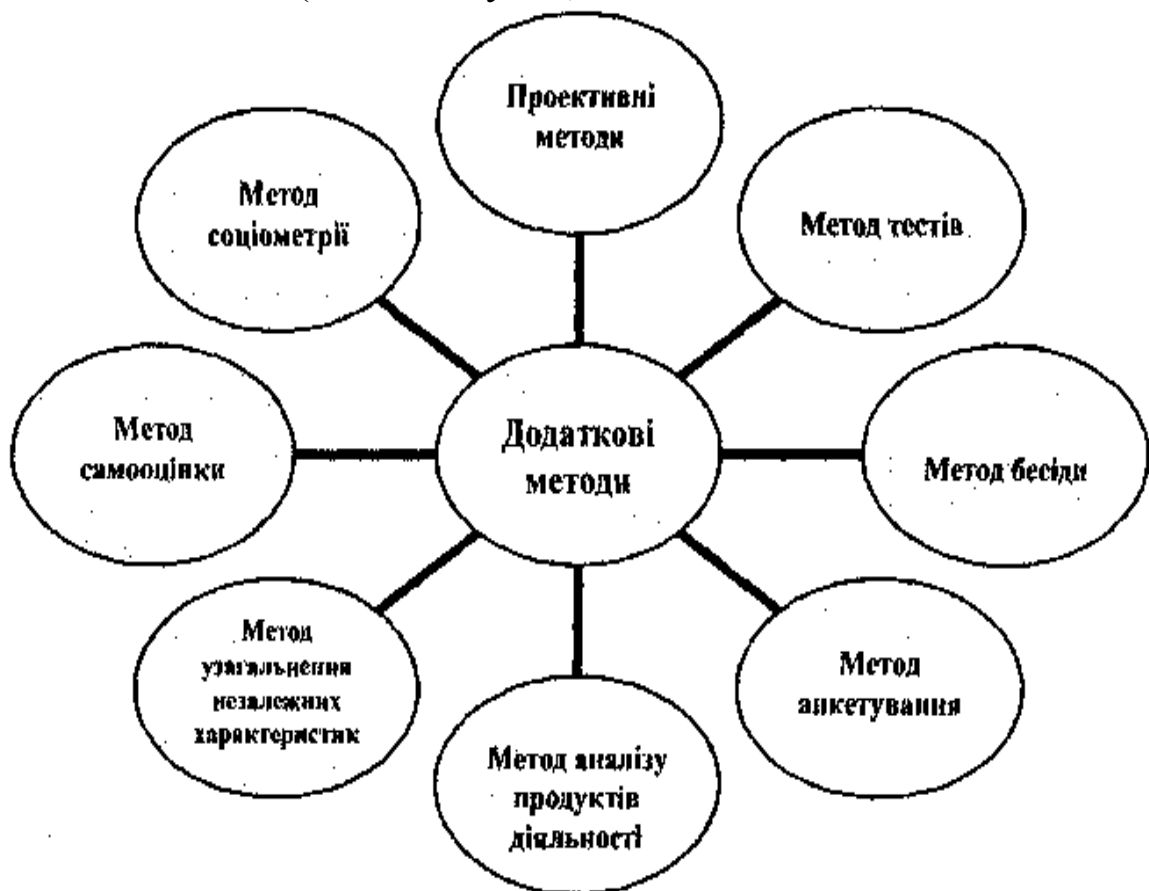 Проективні
методи
Метод
соціометрії
Метод тестів
Метод
самооцінки
Додаткові
методи
Метод бесіди
Метод
узагальнення
незалежних
характеристик
Метод аналізу
продуктів
діяльності
Метод
анкетування